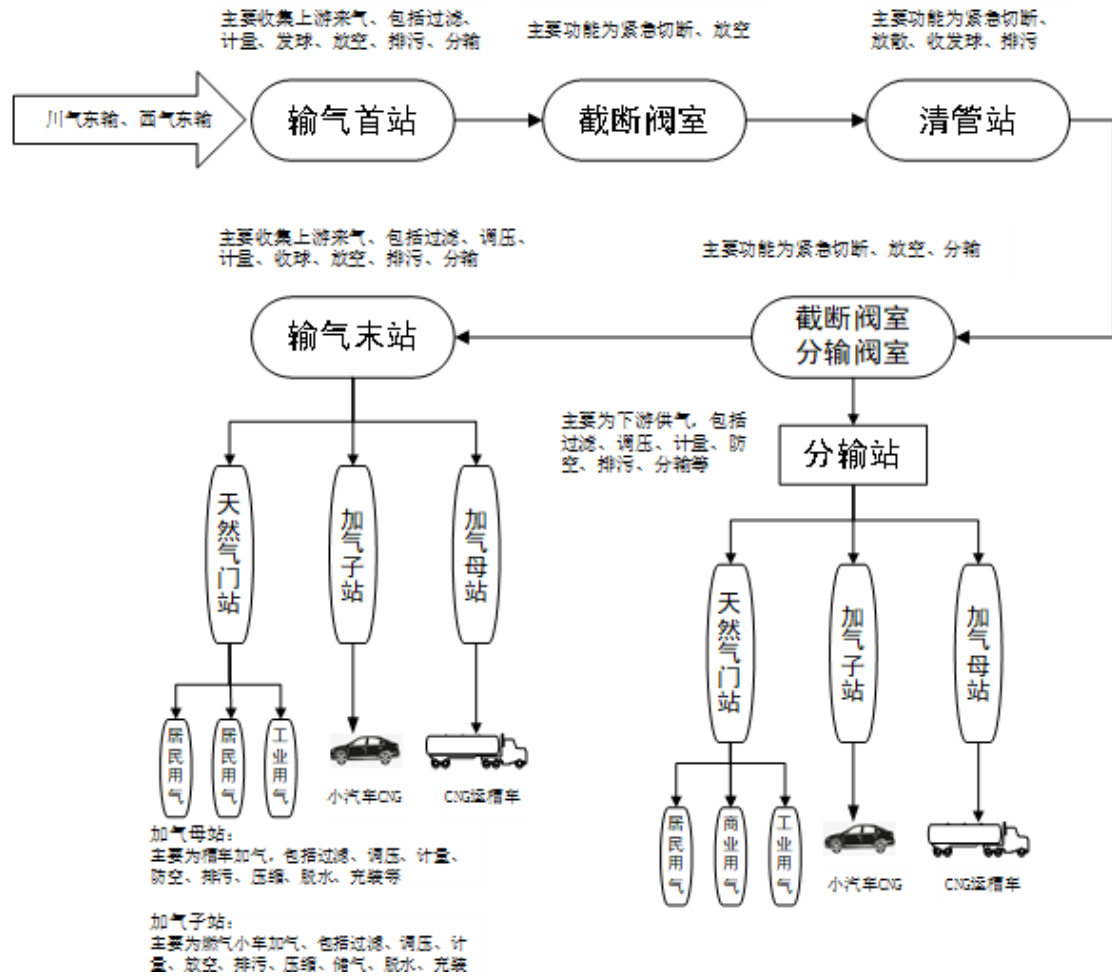 主要收集上游来气、包括过滤、
计量、发球、放空、排污、分输
主要功能为紧急切断、放空
主要功能为紧急切断、
放散、收发球、排污
川气东输、西气东输
输气首站
截断阀室
清管站
主要收集上游来气、包括过滤、调压、
计量、收球、放空、排污、分输
主要功能为紧急切断、放空、分输
输气末站
截断阀室
分输阀室
主要为下游供气，包括
过滤、调压、计量、防
空、排污、分输等
分输站
天然气门站
加气子站
加气母站
天然气门站
加气子站
加气母站
居民用气
居民用气
工业用气
小汽车CNG
CNG运槽车
居民用气
商业用气
工业用气
小汽车CNG
CNG运槽车
加气母站：
主要为槽车加气，包括过滤、调压、计量、
防空、排污、压缩、脱水、充装等
加气子站：
主要为燃气小车加气、包括过滤、调压、计
量、放空、排污、压缩、储气、脱水、充装